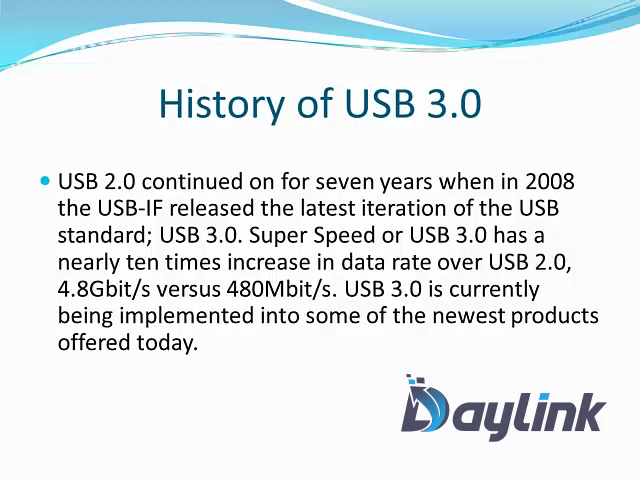 History of USB 3.0
• USB 2.0 continued on for seven years when in 2008
the USB-IF released the latest iteration of the USB
standard; USB 3.0. Super Speed or USB 3.0 has a
nearly ten times increase in data rate over USB 2.0,
4.8Gbit/s versus 480Mbit/s. USB 3.0 is currently
being implemented into some of the newest products
offered today.
Daylink